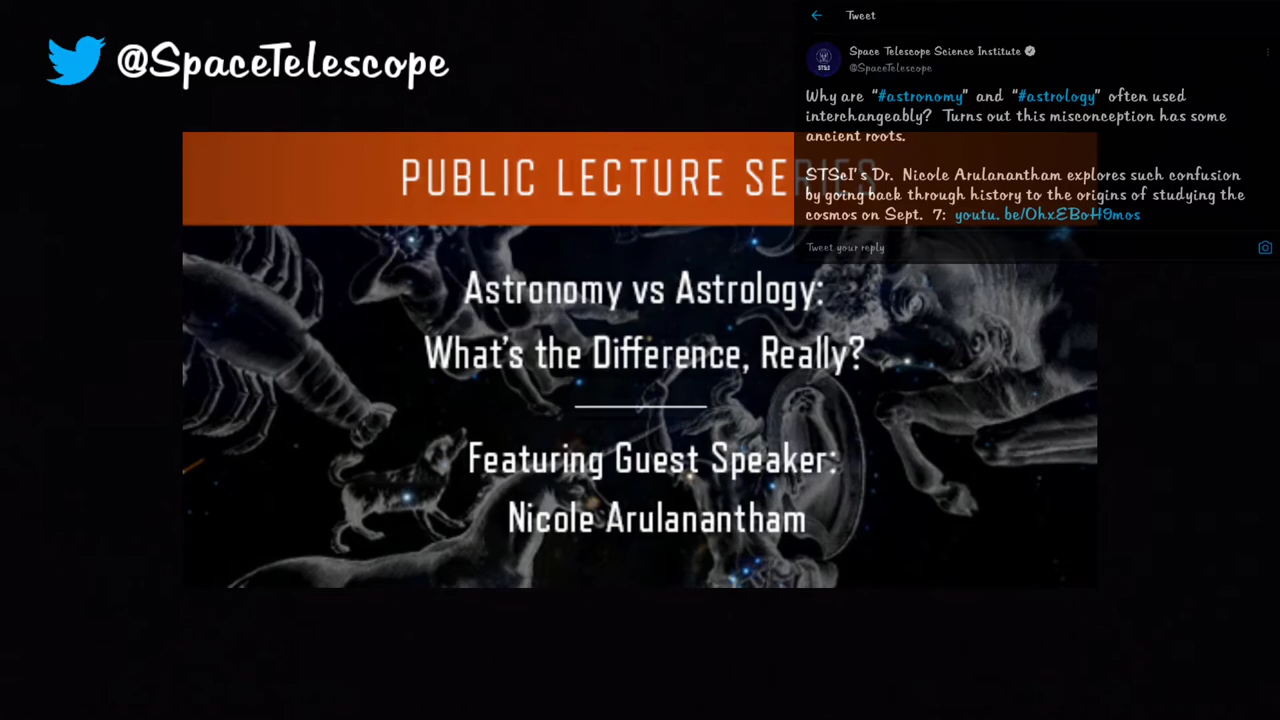 @SpaceTelescope
Tweet
Space Telescope Science Institute
@SpaceTelescope
Why are "#astronomy" and "#astrology" often used
interchangeably? Turns out this misconception has some
ancient roots.
STScI's Dr. Nicole Arulanantham explores such confusion
by going back through history to the origins of studying the
cosmos on Sept. 7: youtu. be/OhxEBoH9mos
Tweet your reply
PUBLIC LECTURE SERIES
Astronomy vs Astrology:
What's the Difference, Really?
Featuring Guest Speaker:
Nicole Arulanantham